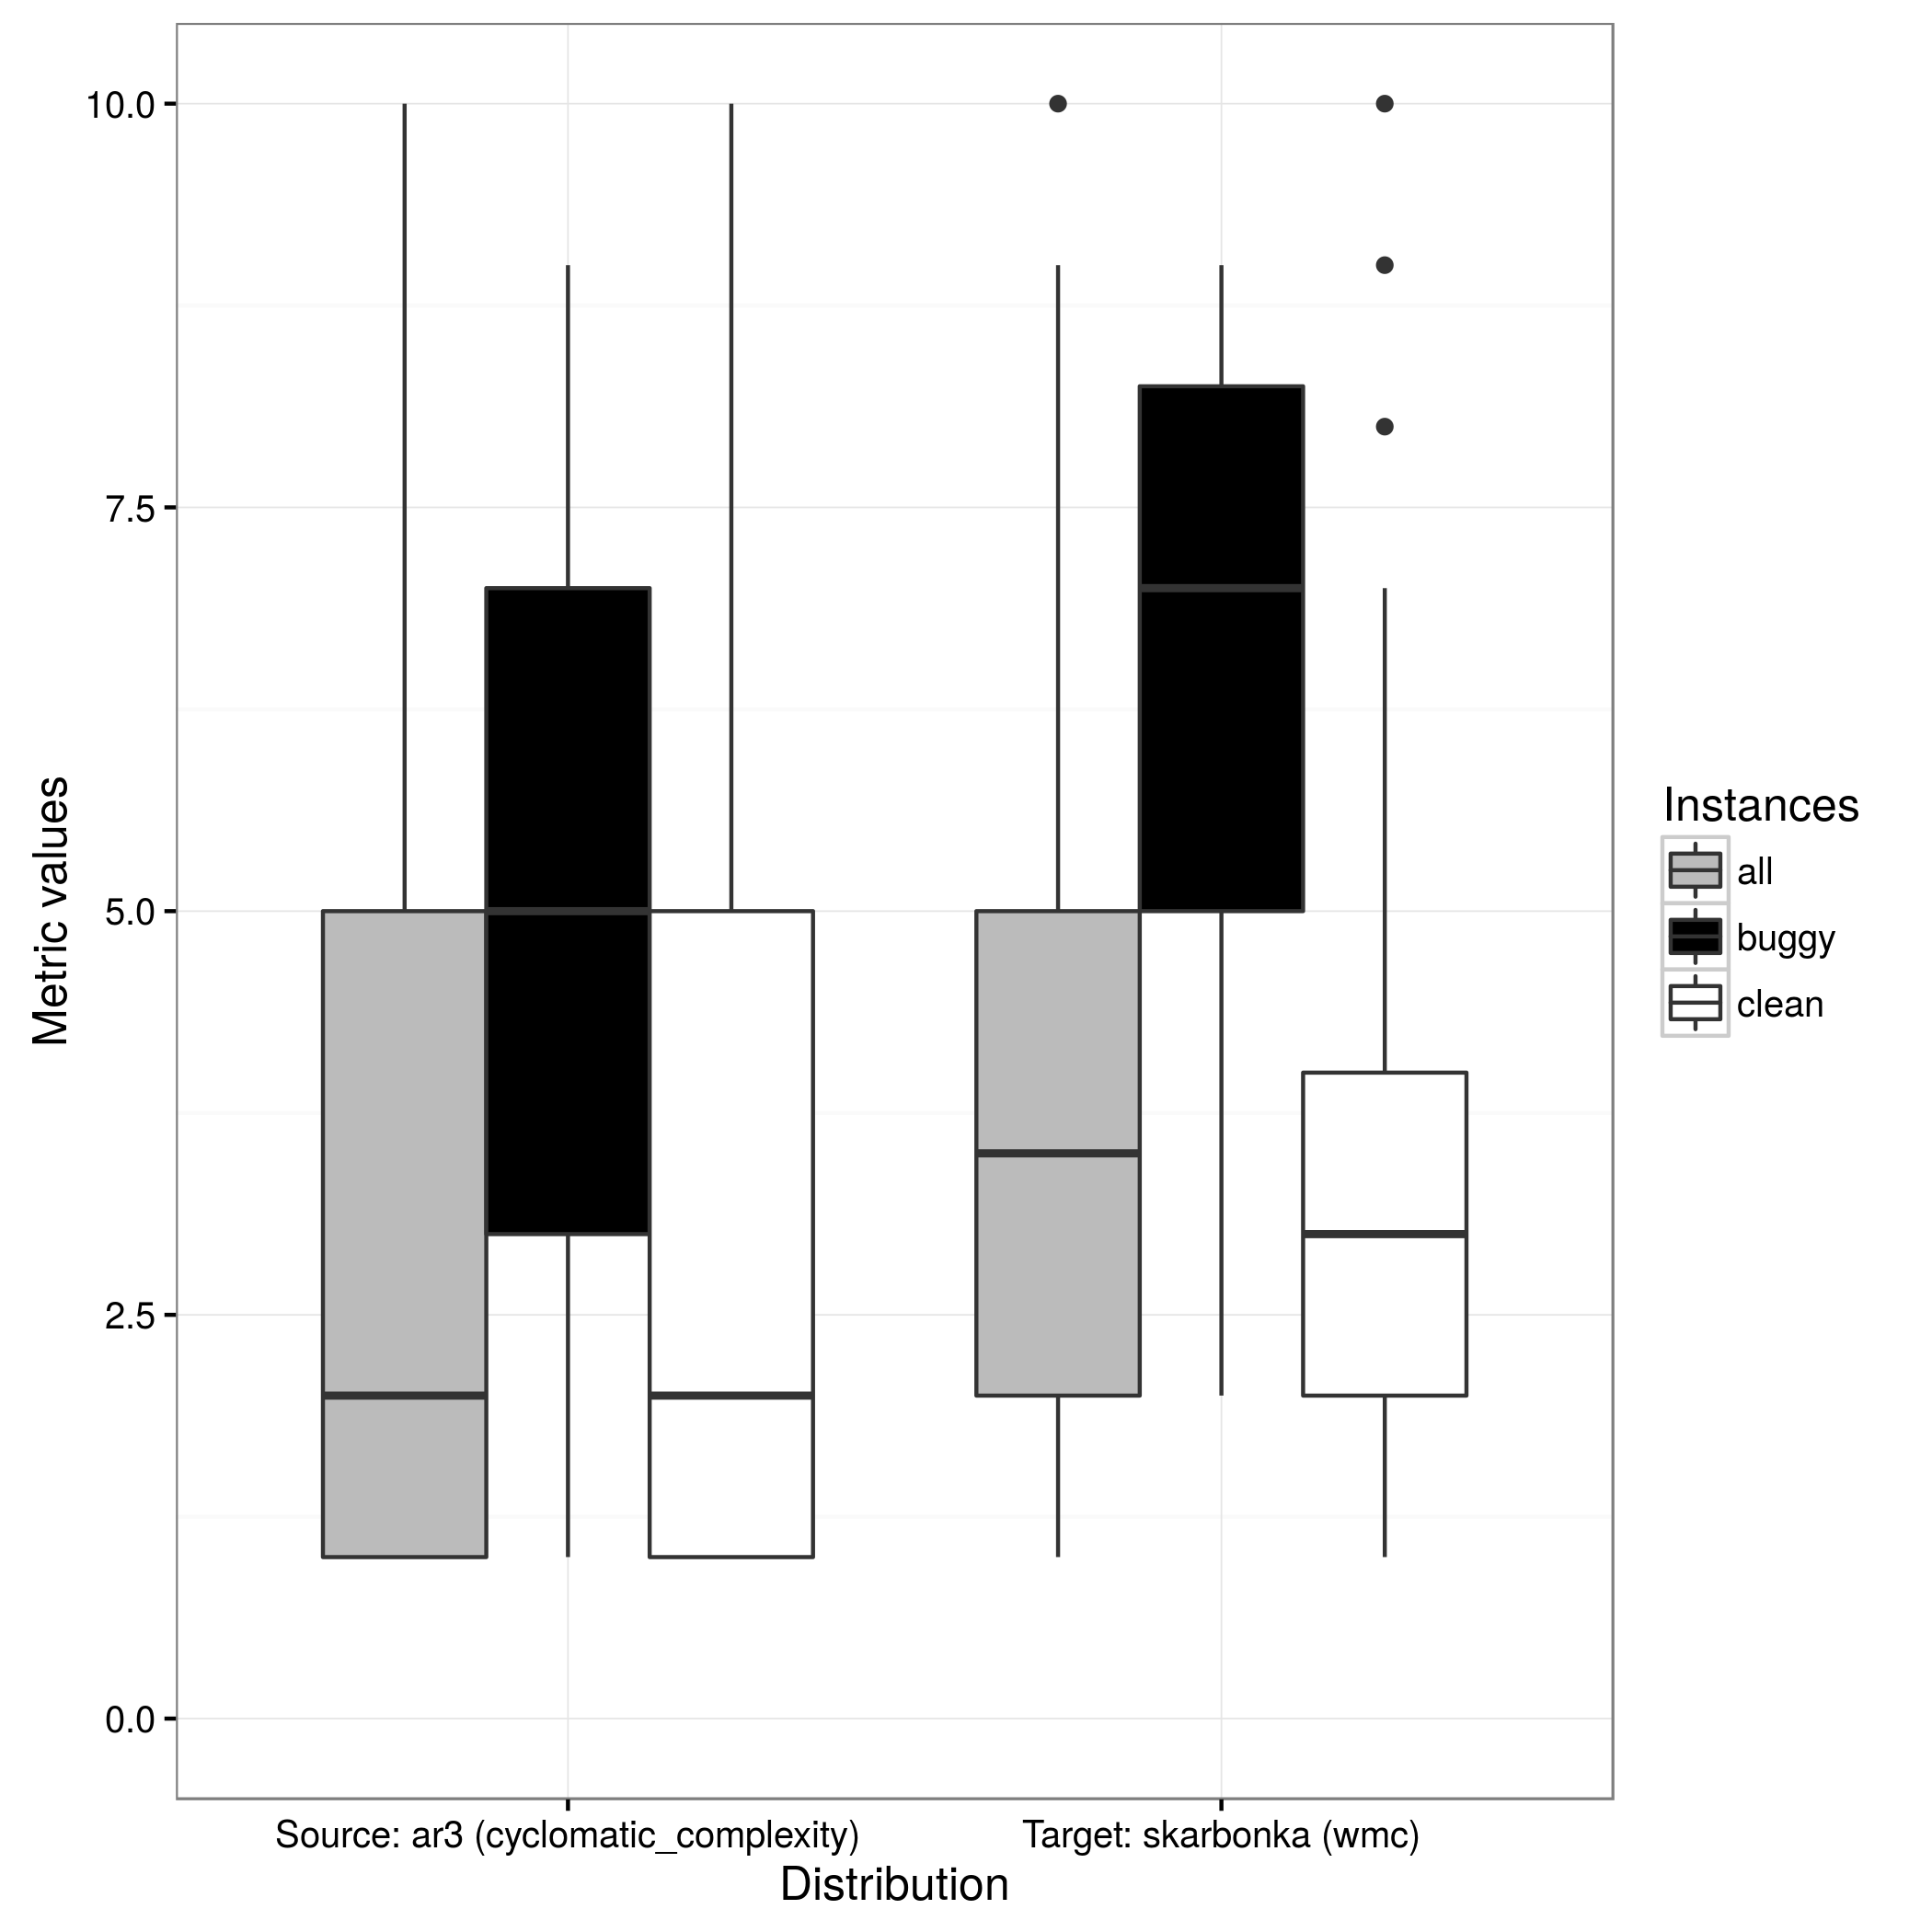 10.0
7.5
5.0
2.5
0.0
Metric values
Source: ar3 (cyclomatic_complexity)
Target: skarbonka (wmc)
Distribution
Instances
all
buggy
clean